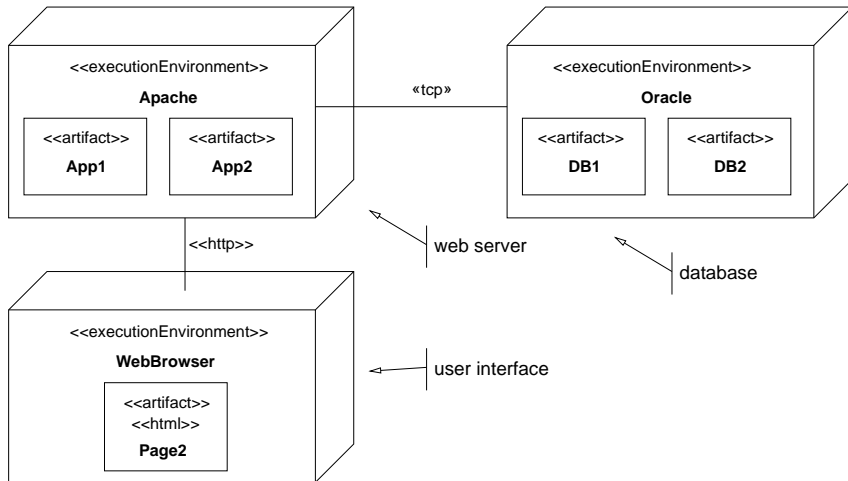 <<executionEnvironment>>
Apache
<<artifact>>
App1
<<artifact>>
App2
«tcp»
<<executionEnvironment>>
Oracle
<<artifact>>
DB1
<<artifact>>
DB2
<<http>>
web server
database
<<executionEnvironment>>
WebBrowser
<<artifact>>
<<html>>
Page2
user interface